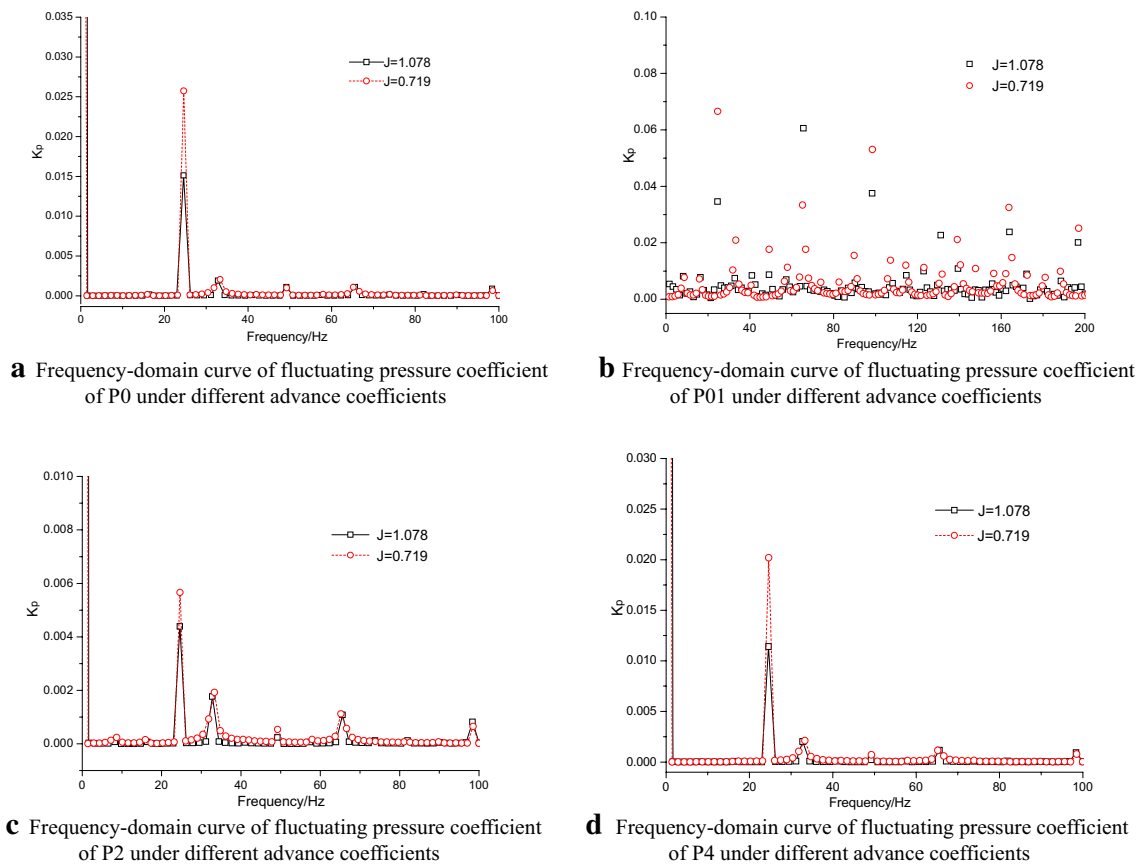 0.035
0.030
0.025
0.020
0.015
0.010
0.005
0.000
Kp
J=1.078
J=0.719
0 20 40 60 80 100
Frequency/Hz
a Frequency-domain curve of fluctuating pressure coefficient
of P0 under different advance coefficients
0.10
0.08
0.06
0.04
0.02
0.00
Kp
J=1.078
J=0.719
0 40 80 120 160 200
Frequency/Hz
b Frequency-domain curve of fluctuating pressure coefficient
of P01 under different advance coefficients
0.010
0.008
0.006
0.004
0.002
0.000
Kp
J=1.078
J=0.719
0 20 40 60 80 100
Frequency/Hz
c Frequency-domain curve of fluctuating pressure coefficient
of P2 under different advance coefficients
0.030
0.025
0.020
0.015
0.010
0.005
0.000
Kp
J=1.078
J=0.719
0 20 40 60 80 100
Frequency/Hz
d Frequency-domain curve of fluctuating pressure coefficient
of P4 under different advance coefficients